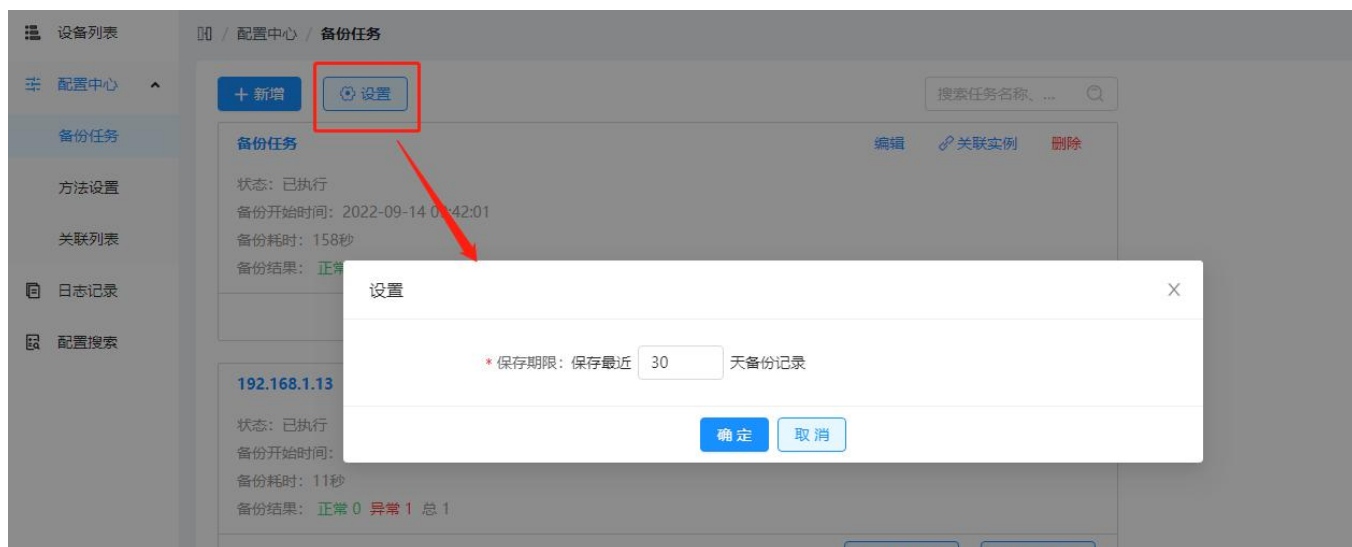 设备列表
/ 配置中心 / 备份任务
配置中心
+ 新增
设置
搜索任务名称、...
备份任务
备份任务
编辑
关联实例
删除
方法设置
状态：已执行
备份开始时间：2022-09-14 0:42:01
关联列表
备份耗时：158秒
备份结果： 正常
日志记录
设置
配置搜索
* 保存期限：保存最近 30 天备份记录
192.168.1.13
状态：已执行
确 定
取 消
备份开始时间：
备份耗时：11秒
备份结果： 正常 0 异常 1 总 1